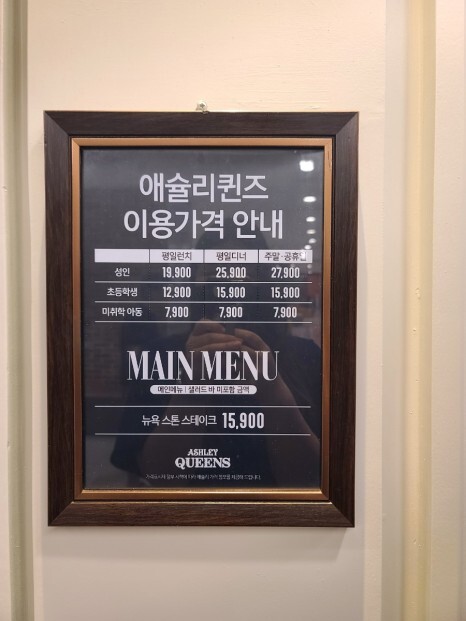 애슐리퀸즈
이용가격 안내
평일런치 평일디너 주말·공휴일
성인 19,900 25,900 27,900
초등학생 12,900 15,900 15,900
미취학 아동 7,900 7,900 7,900
MAIN MENU
메인메뉴 | 샐러드 바 미포함 금액
뉴욕 스톤 스테이크 15,900
ASHLEY
QUEENS